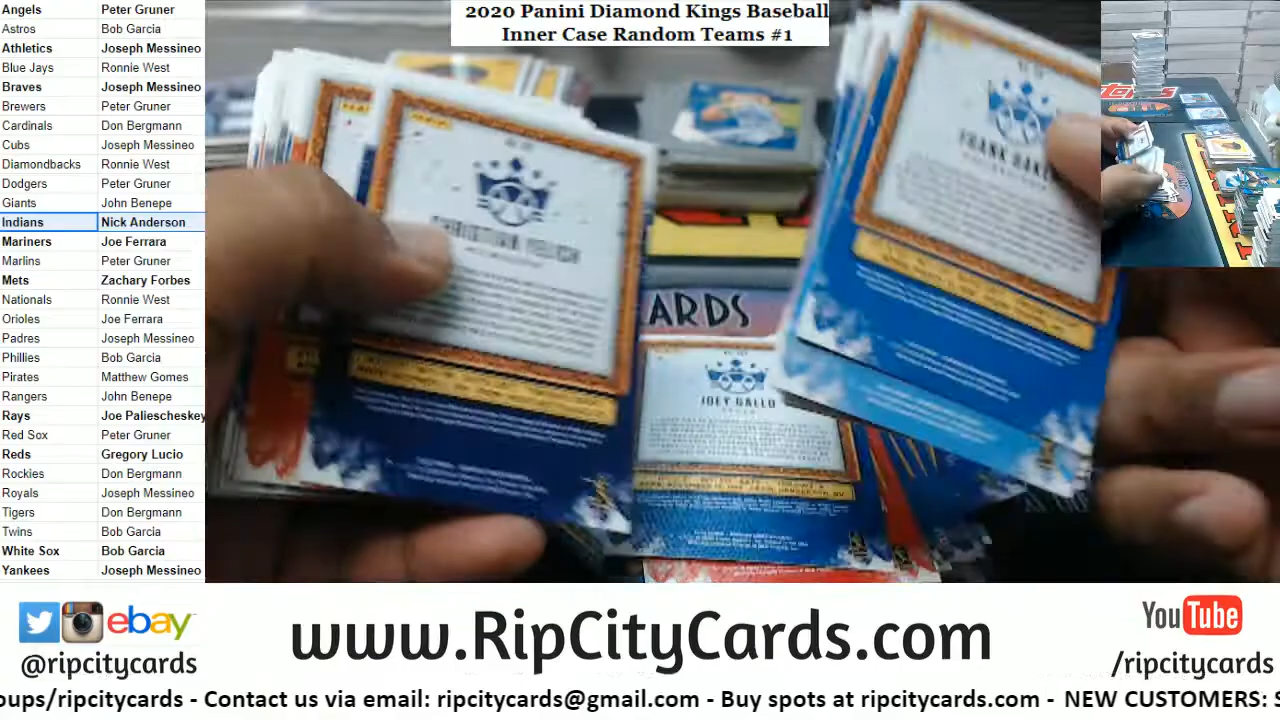 2020 Panini Diamond Kings Baseball
Inner Case Random Teams #1
Angels Peter Gruner
Astros Bob Garcia
Athletics Joseph Messineo
Blue Jays Ronnie West
Braves Joseph Messineo
Brewers Peter Gruner
Cardinals Don Bergmann
Cubs Joseph Messineo
Diamondbacks Ronnie West
Dodgers Peter Gruner
Giants John Benepe
Indians Nick Anderson
Mariners Joe Ferrara
Marlins Peter Gruner
Mets Zachary Forbes
Nationals Ronnie West
Orioles Joe Ferrara
Padres Joseph Messineo
Phillies Bob Garcia
Pirates Matthew Gomes
Rangers John Benepe
Rays Joe Paliescheskey
Red Sox Peter Gruner
Reds Gregory Lucio
Rockies Don Bergmann
Royals Joseph Messineo
Tigers Don Bergmann
Twins Bob Garcia
White Sox Bob Garcia
Yankees Joseph Messineo
CHRISTIAN YELICH
FRANK
ARDS
JOEY GALLO
Topps
ebay
@ripcitycards
www.RipCityCards.com
YouTube
/ripcitycards
oups/ripcitycards - Contact us via email: ripcitycards@gmail.com - Buy spots at ripcitycards.com - NEW CUSTOMERS: S